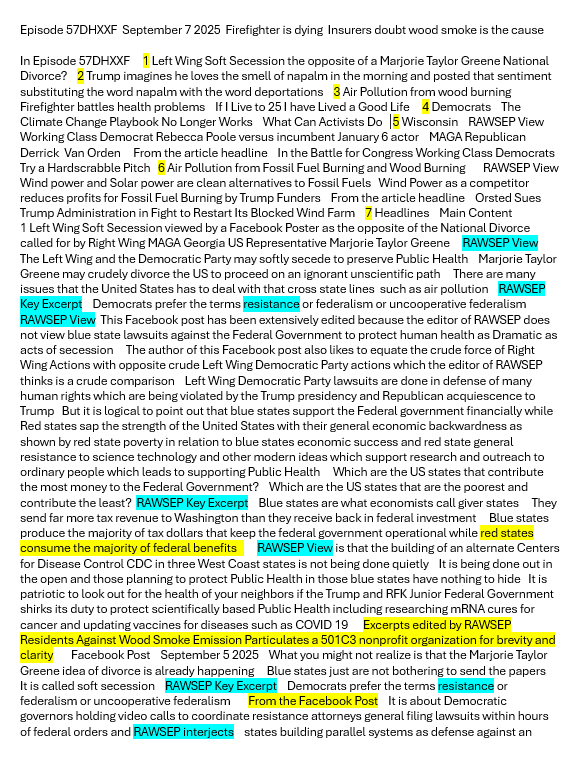 Episode 57DHXXF  September 7 2025  Firefighter is dying  Insurers doubt wood smoke is the cause
In Episode 57DHXXF    1 Left Wing Soft Secession the opposite of a Marjorie Taylor Greene National
Divorce?   2 Trump imagines he loves the smell of napalm in the morning and posted that sentiment
substituting the word napalm with the word deportations   3 Air Pollution from wood burning
Firefighter battles health problems   If I Live to 25 I have Lived a Good Life    4 Democrats   The
Climate Change Playbook No Longer Works    What Can Activists Do   5 Wisconsin    RAWSEP View
Working Class Democrat Rebecca Poole versus incumbent January 6 actor    MAGA Republican
Derrick  Van Orden    From the article headline    In the Battle for Congress Working Class Democrats
Try a Hardscrabble Pitch   6 Air Pollution from Fossil Fuel Burning and Wood Burning      RAWSEP View
Wind power and Solar power are clean alternatives to Fossil Fuels   Wind Power as a competitor
reduces profits for Fossil Fuel Burning by Trump Funders    From the article headline    Orsted Sues
Trump Administration in Fight to Restart Its Blocked Wind Farm    7 Headlines    Main Content
1 Left Wing Soft Secession viewed by a Facebook Poster as the opposite of the National Divorce
called for by Right Wing MAGA Georgia US Representative Marjorie Taylor Greene    RAWSEP View
The Left Wing and the Democratic Party may softly secede to preserve Public Health    Marjorie Taylor
Greene may crudely divorce the US to proceed on an ignorant unscientific path    There are many
issues that the United States has to deal with that cross state lines  such as air pollution    RAWSEP
Key Excerpt    Democrats prefer the terms resistance or federalism or uncooperative federalism
RAWSEP View   This Facebook post has been extensively edited because the editor of RAWSEP does
not view blue state lawsuits against the Federal Government to protect human health as Dramatic as
acts of secession    The author of this Facebook post also likes to equate the crude force of Right
Wing Actions with opposite crude Left Wing Democratic Party actions which the editor of RAWSEP
thinks is a crude comparison    Left Wing Democratic Party lawsuits are done in defense of many
human rights which are being violated by the Trump presidency and Republican acquiescence to
Trump   But it is logical to point out that blue states support the Federal government financially while
Red states sap the strength of the United States with their general economic backwardness as
shown by red state poverty in relation to blue states economic success and red state general
resistance to science technology and other modern ideas which support research and outreach to
ordinary people which leads to supporting Public Health     Which are the US states that contribute
the most money to the Federal Government?   Which are the US states that are the poorest and
contribute the least?  RAWSEP Key Excerpt    Blue states are what economists call giver states    They
send far more tax revenue to Washington than they receive back in federal investment    Blue states
produce the majority of tax dollars that keep the federal government operational while red states
consume the majority of federal benefits      RAWSEP View is that the building of an alternate Centers
for Disease Control CDC in three West Coast states is not being done quietly   It is being done out in
the open and those planning to protect Public Health in those blue states have nothing to hide   It is
patriotic to look out for the health of your neighbors if the Trump and RFK Junior Federal Government
shirks its duty to protect scientifically based Public Health including researching mRNA cures for
cancer and updating vaccines for diseases such as COVID 19     Excerpts edited by RAWSEP
Residents Against Wood Smoke Emission Particulates a 501C3 nonprofit organization for brevity and
clarity      Facebook Post    September 5 2025    What you might not realize is that the Marjorie Taylor
Greene idea of divorce is already happening    Blue states just are not bothering to send the papers
It is called soft secession    RAWSEP Key Excerpt    Democrats prefer the terms resistance or
federalism or uncooperative federalism      From the Facebook Post    It is about Democratic
governors holding video calls to coordinate resistance attorneys general filing lawsuits within hours
of federal orders and RAWSEP interjects    states building parallel systems as defense against an